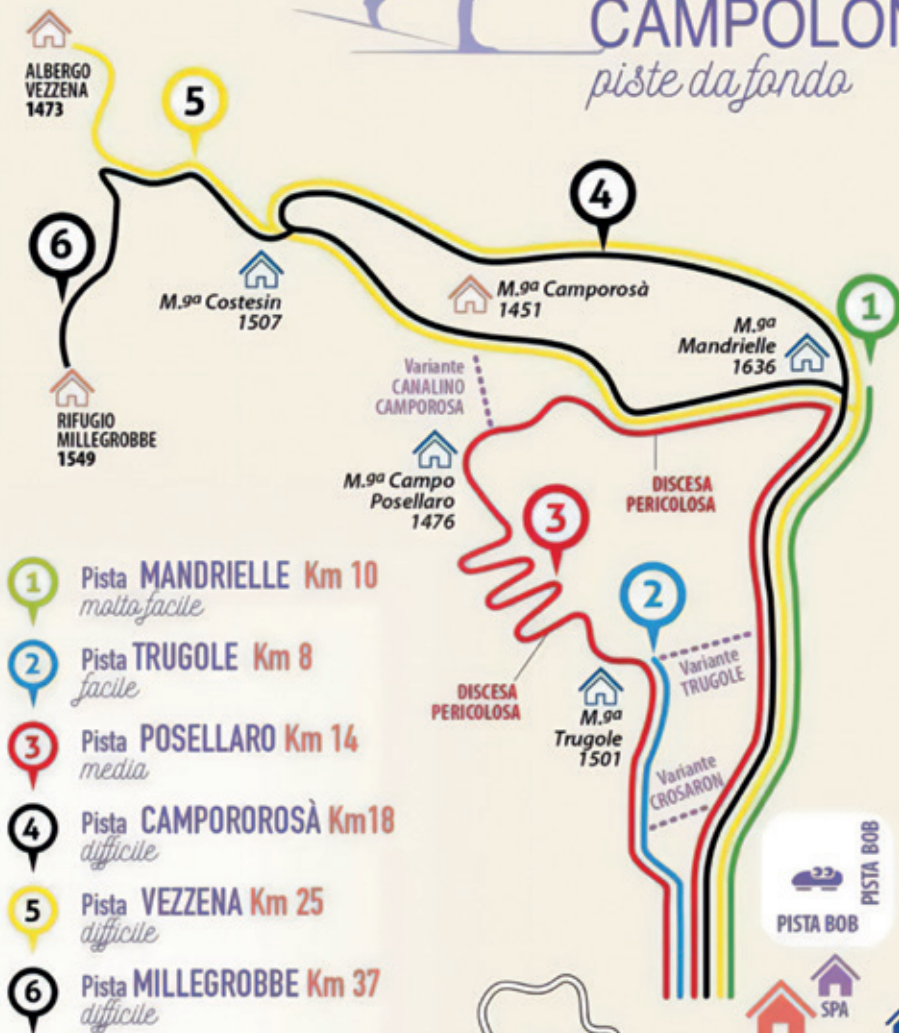 CAMPOLON
piste da fondo
ALBERGO
VEZZENA
1473
5
4
6
1
M.ga Costesin
1507
M.ga Camporosà
1451
M.ga
Mandrielle
1636
RIFUGIO
MILLEGROBBE
1549
Variante
CANALINO
CAMPOROSA
M.ga Campo
Posellaro
1476
DISCESA
PERICOLOSA
3
2
Variante
TRUGOLE
DISCESA
PERICOLOSA
M.ga
Trugole
1501
Variante
CROSARON
1 Pista MANDRIELLE Km 10
molto facile
2 Pista TRUGOLE Km 8
facile
3 Pista POSELLARO Km 14
media
4 Pista CAMPOROROSÀ Km18
difficile
5 Pista VEZZENA Km 25
difficile
6 Pista MILLEGROBBE Km 37
difficile
PISTA BOB
PISTA BOB
SPA